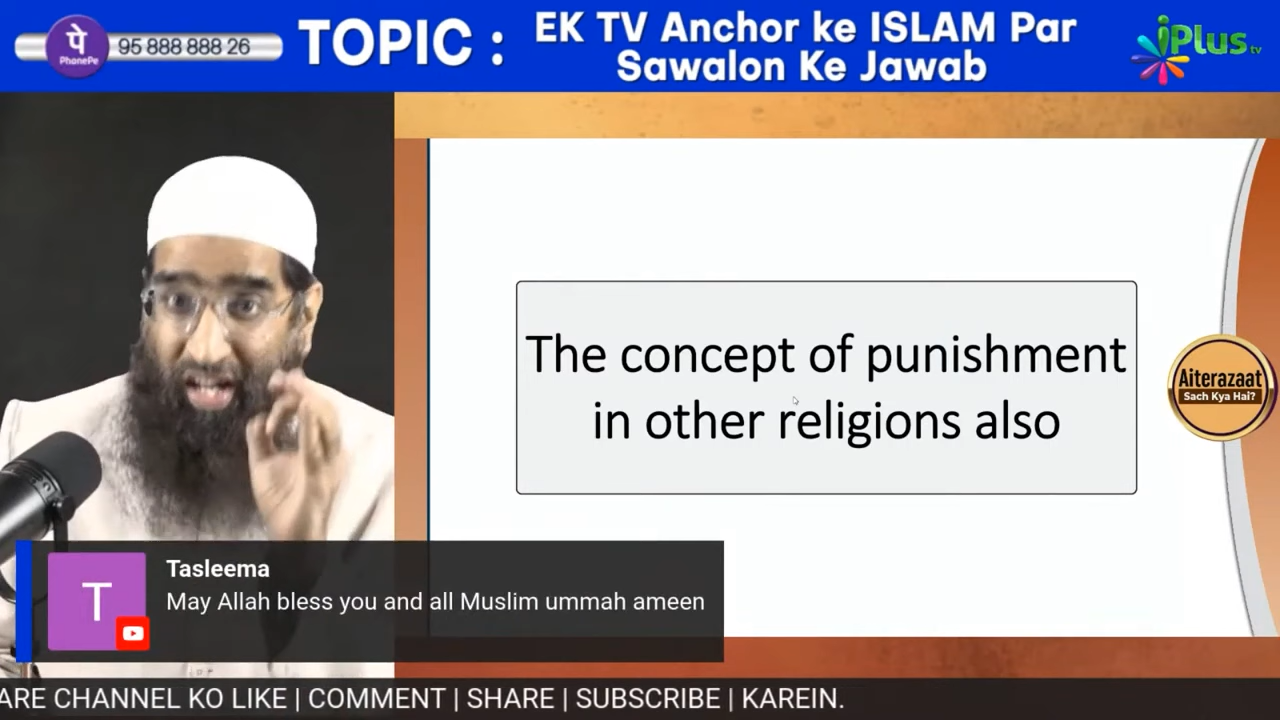 पे
PhonePe
95 888 888 26
TOPIC :
EK TV Anchor ke ISLAM Par
Sawalon Ke Jawab
iPlus tv
The concept of punishment
in other religions also
Aiterazaat
Sach Kya Hai?
T
Tasleema
May Allah bless you and all Muslim ummah ameen
ARE CHANNEL KO LIKE | COMMENT | SHARE | SUBSCRIBE | KAREIN.